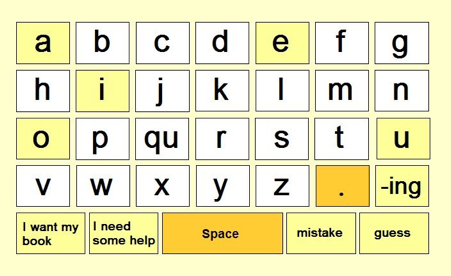 a b c d e f g
h i j k l m n
o p qu r s t u
v w x y z . -ing
I want my book I need some help Space mistake guess